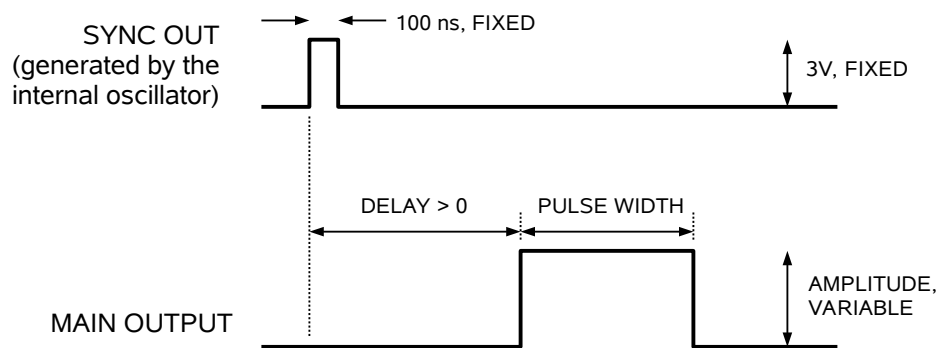 100 ns, FIXED
SYNC OUT
(generated by the
internal oscillator)
3V, FIXED
DELAY > 0
PULSE WIDTH
AMPLITUDE,
VARIABLE
MAIN OUTPUT